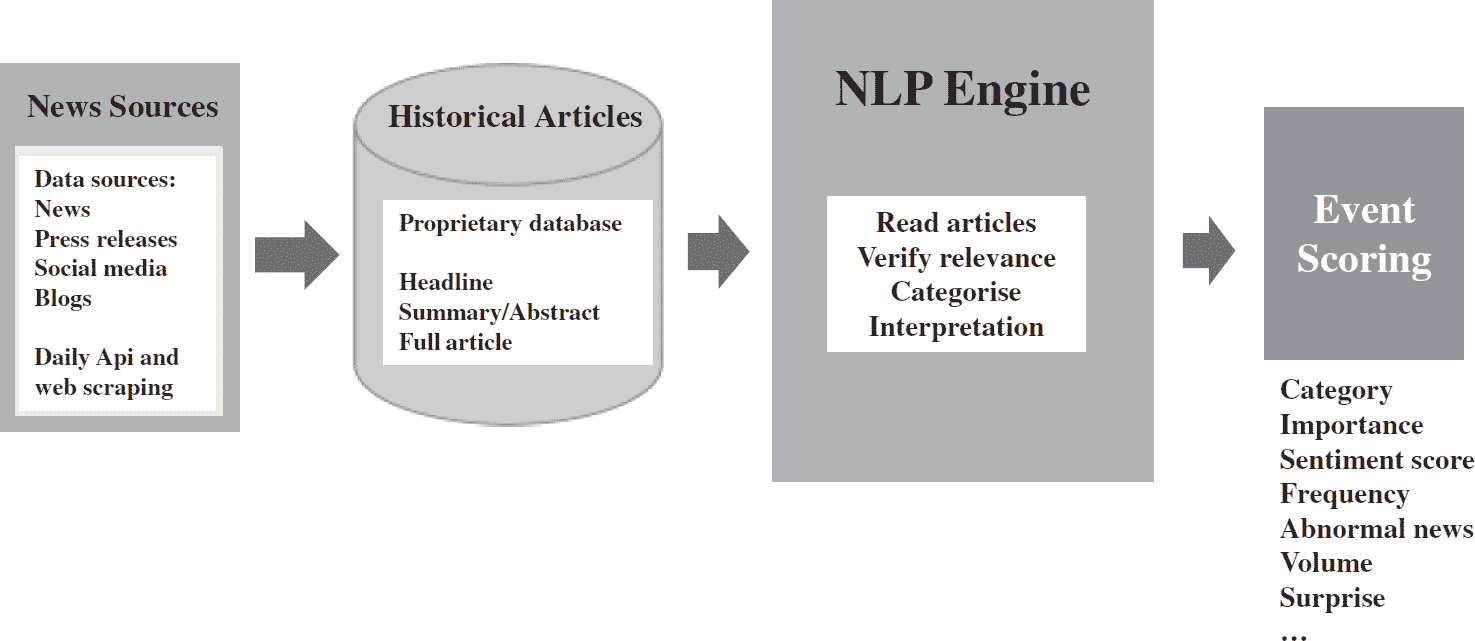 News Sources
Data sources:
News
Press releases
Social media
Blogs
Daily Api and
web scraping
Historical Articles
Proprietary database
Headline
Summary/Abstract
Full article
NLP Engine
Read articles
Verify relevance
Categorise
Interpretation
Event
Scoring
Category
Importance
Sentiment score
Frequency
Abnormal news
Volume
Surprise
...